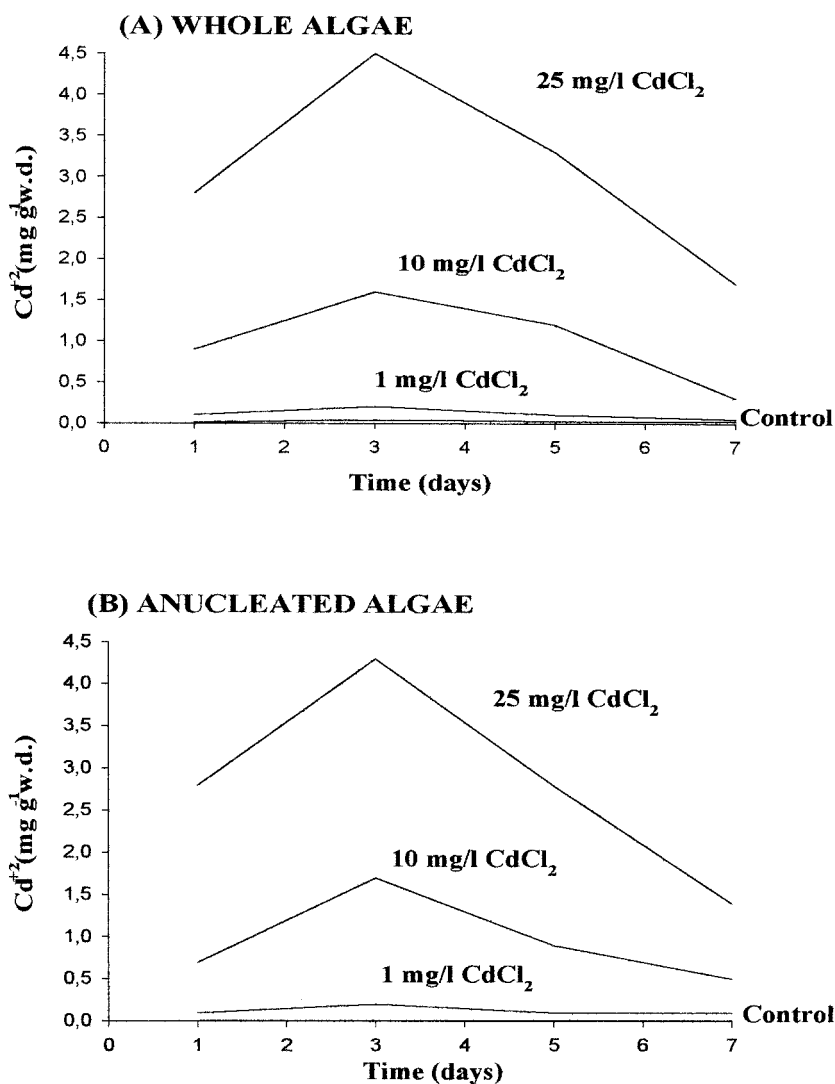 (A) WHOLE ALGAE
4,5
4,0
3,5
3,0
2,5
2,0
1,5
1,0
0,5
0,0
Cd⁺²(mg g⁻¹w.d.)
25 mg/l CdCl₂
10 mg/l CdCl₂
1 mg/l CdCl₂
Control
0 1 2 3 4 5 6 7
Time (days)
(B) ANUCLEATED ALGAE
4,5
4,0
3,5
3,0
2,5
2,0
1,5
1,0
0,5
0,0
Cd⁺²(mg g⁻¹w.d.)
25 mg/l CdCl₂
10 mg/l CdCl₂
1 mg/l CdCl₂
Control
0 1 2 3 4 5 6 7
Time (days)